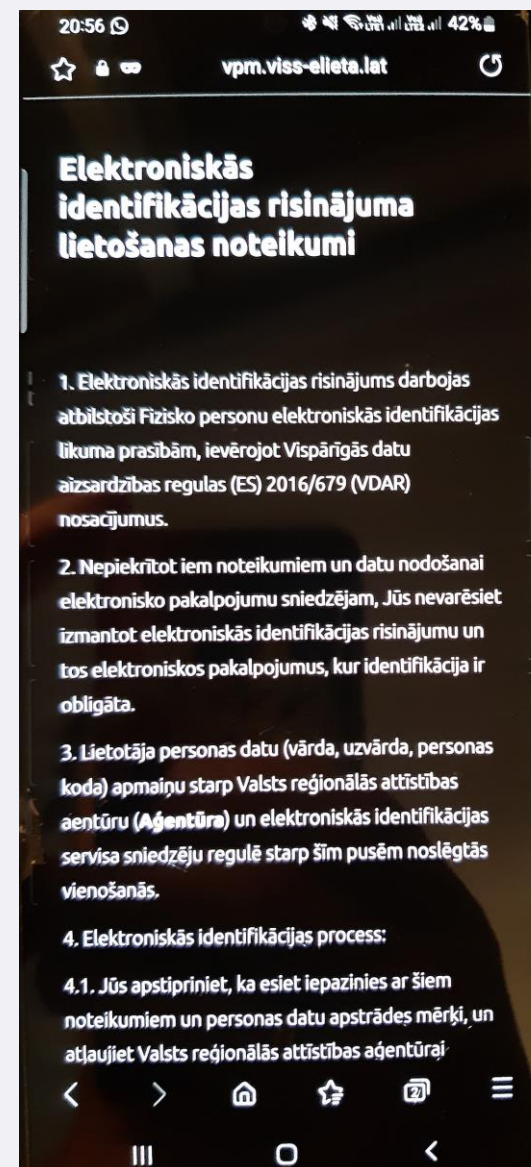 20:56
42%
vpm.viss-elieta.lat
Elektroniskās
identifikācijas risinājuma
lietošanas noteikumi
1. Elektroniskās identifikācijas risinājums darbojas
atbilstoši Fizisko personu elektroniskās identifikācijas
likuma prasībām, ievērojot Vispārīgās datu
aizsardzības regulas (ES) 2016/679 (VDAR)
nosacījumus.
2. Nepiekrītot iem noteikumiem un datu nodošanai
elektronisko pakalpojumu sniedzējam, Jūs nevarēsiet
izmantot elektroniskās identifikācijas risinājumu un
tos elektroniskos pakalpojumus, kur identifikācija ir
obligāta.
3. Lietotāja personas datu (vārda, uzvārda, personas
koda) apmaiņu starp Valsts reģionālās attīstības
aentūru (Aģentūra) un elektroniskās identifikācijas
servisa sniedzēju regulē starp šīm pusēm noslēgtās
vienošanās.
4. Elektroniskās identifikācijas process:
4.1. Jūs apstipriniet, ka esiet iepazinies ar šiem
noteikumiem un personas datu apstrādes mērķi, un
atļaujiet Valsts reģionālās attīstības aģentūrai